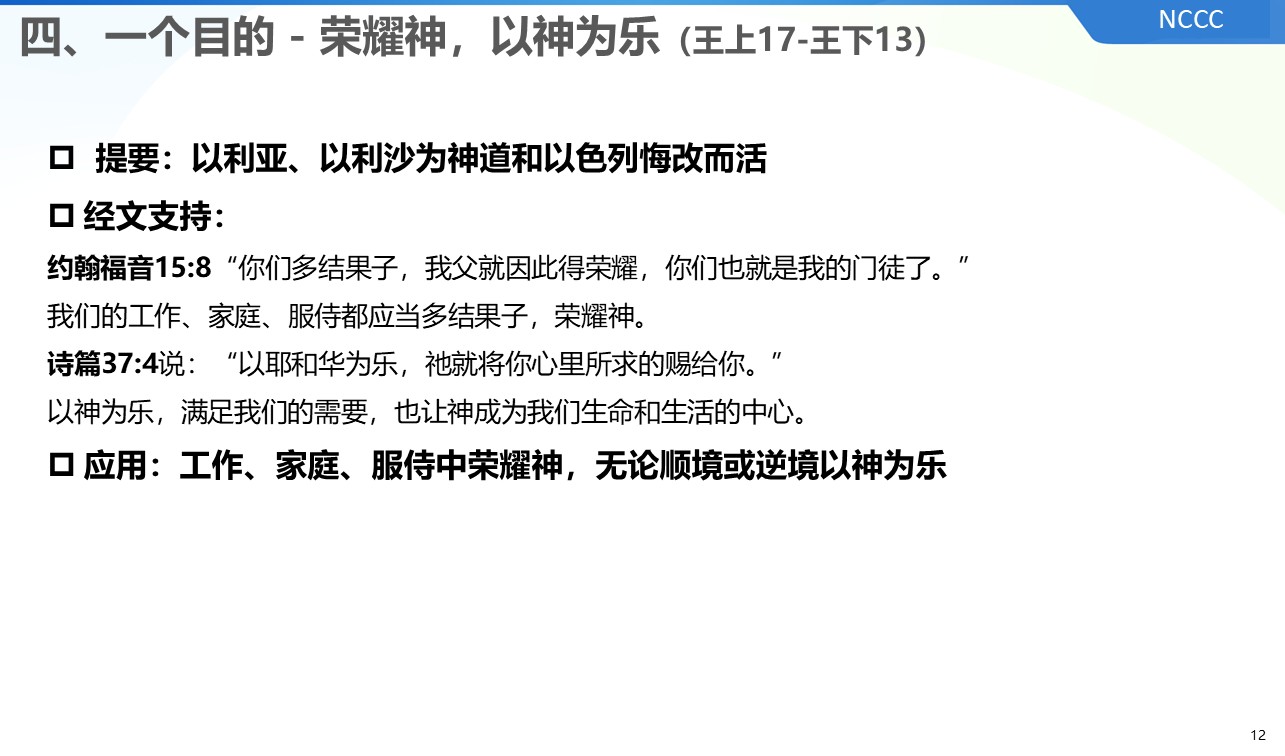 NCCC
四、一个目的 - 荣耀神，以神为乐（王上17-王下13）
提要：以利亚、以利沙为神道和以色列悔改而活
经文支持：
约翰福音15:8“你们多结果子，我父就因此得荣耀，你们也就是我的门徒了。”
我们的工作、家庭、服侍都应当多结果子，荣耀神。
诗篇37:4说：“以耶和华为乐，祂就将你心里所求的赐给你。”
以神为乐，满足我们的需要，也让神成为我们生命和生活的中心。
应用：工作、家庭、服侍中荣耀神，无论顺境或逆境以神为乐
12